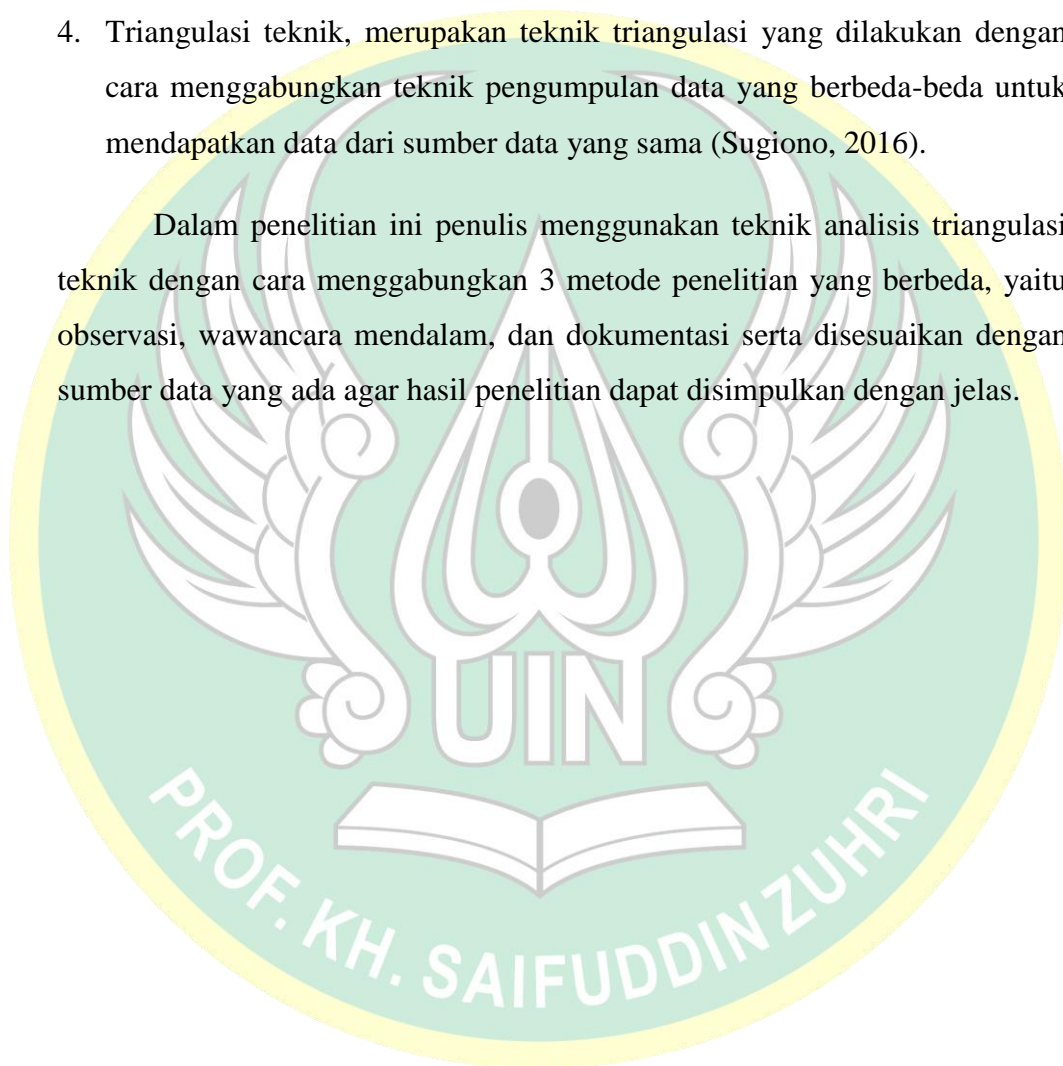 4. Triangulasi teknik, merupakan teknik triangulasi yang dilakukan dengan
cara menggabungkan teknik pengumpulan data yang berbeda-beda untuk
mendapatkan data dari sumber data yang sama (Sugiono, 2016).
Dalam penelitian ini penulis menggunakan teknik analisis triangulasi
teknik dengan cara menggabungkan 3 metode penelitian yang berbeda, yaitu
observasi, wawancara mendalam, dan dokumentasi serta disesuaikan dengan
sumber data yang ada agar hasil penelitian dapat disimpulkan dengan jelas.
UIN
PROF. KH. SAIFUDDIN ZUHRI